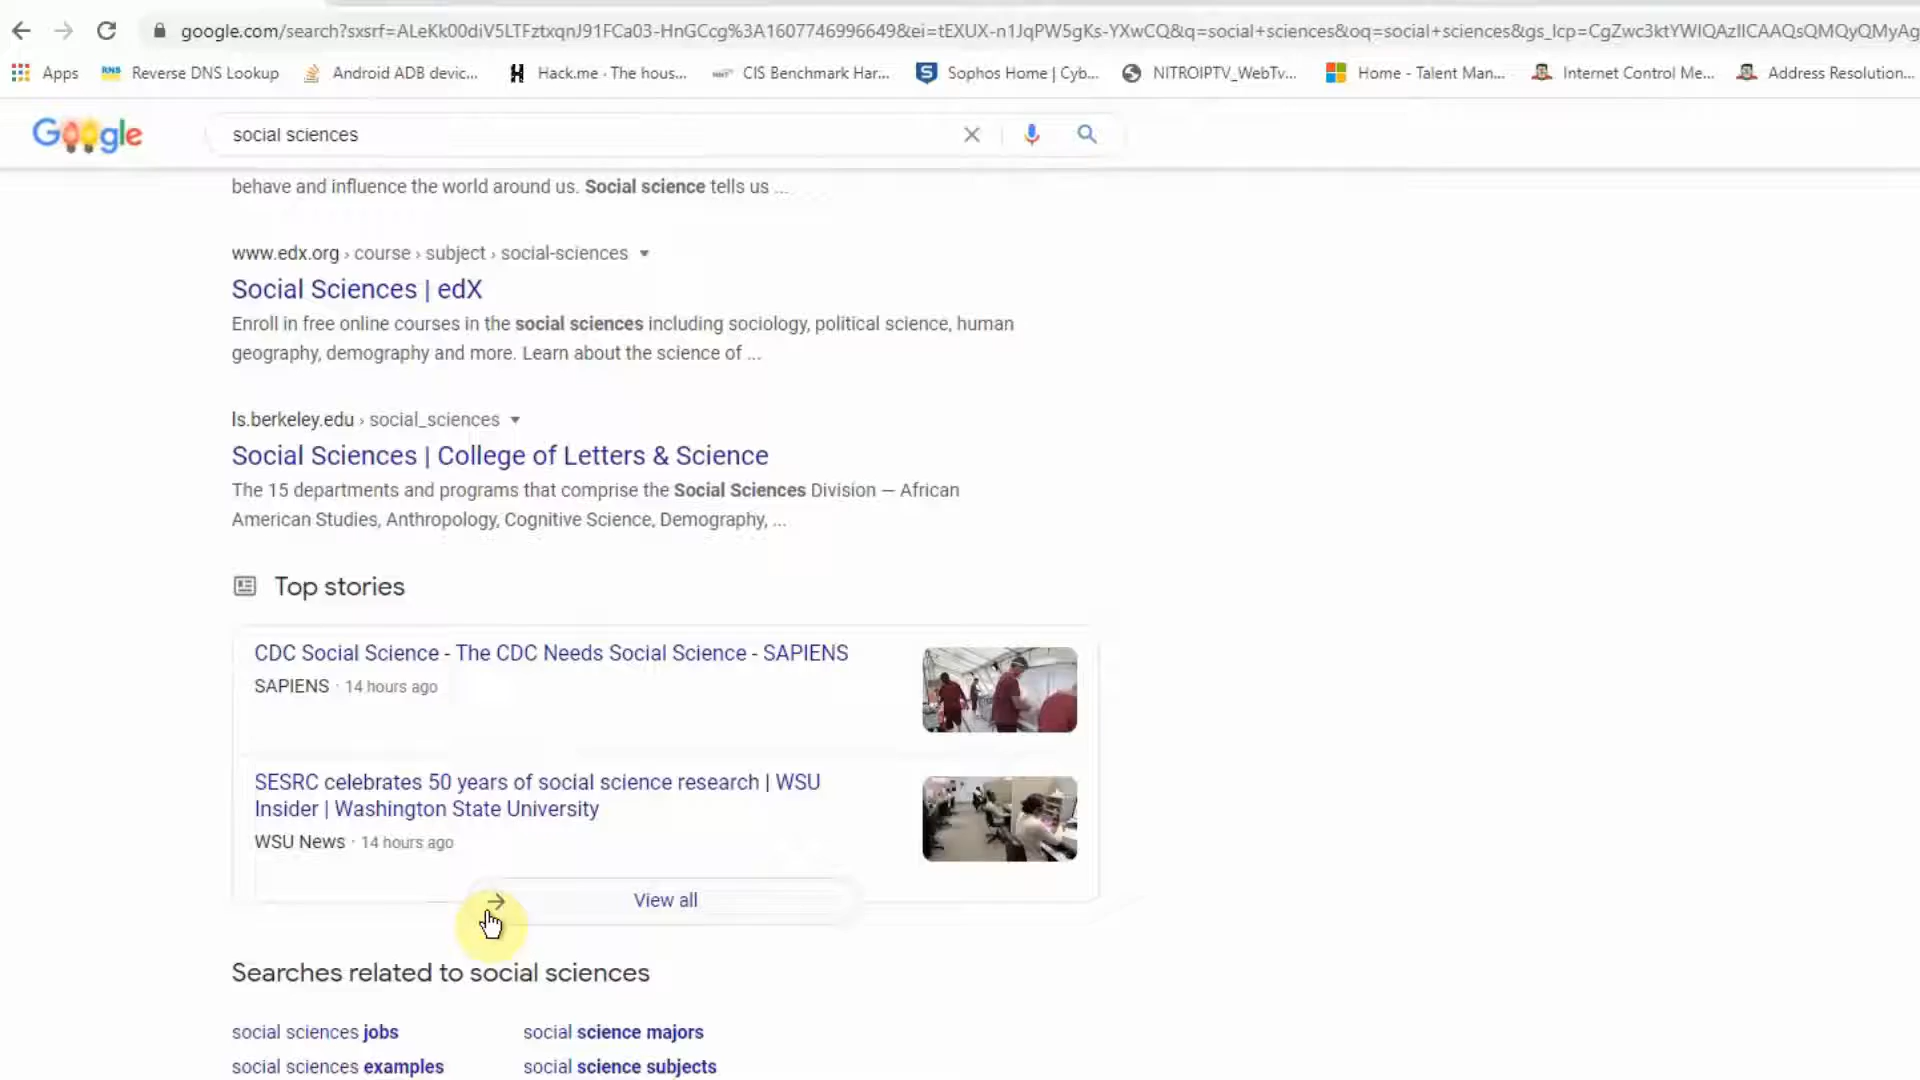 google.com/search?sxsrf=ALeKk00diV5LTFztxqnJ91FCa03-HnGCcg%3A1607746996649&ei=tEXUX-n1JqPW5gKs-YXwCQ&q=social+sciences&oq=social+sciences&gs_lcp=CgZwc3ktYWIQAzIICAAQsQMQyQMyAg
Apps Reverse DNS Lookup Android ADB devic... Hack.me - The hous... CIS Benchmark Har... Sophos Home | Cyb... NITROIPTV_WebTv... Home - Talent Man... Internet Control Me... Address Resolution...
Google social sciences
behave and influence the world around us. Social science tells us ...
www.edx.org › course › subject › social-sciences
Social Sciences | edX
Enroll in free online courses in the social sciences including sociology, political science, human
geography, demography and more. Learn about the science of ...
ls.berkeley.edu › social_sciences
Social Sciences | College of Letters & Science
The 15 departments and programs that comprise the Social Sciences Division — African
American Studies, Anthropology, Cognitive Science, Demography, ...
Top stories
CDC Social Science - The CDC Needs Social Science - SAPIENS
SAPIENS · 14 hours ago
SESRC celebrates 50 years of social science research | WSU
Insider | Washington State University
WSU News · 14 hours ago
View all
Searches related to social sciences
social sciences jobs social science majors
social sciences examples social science subjects